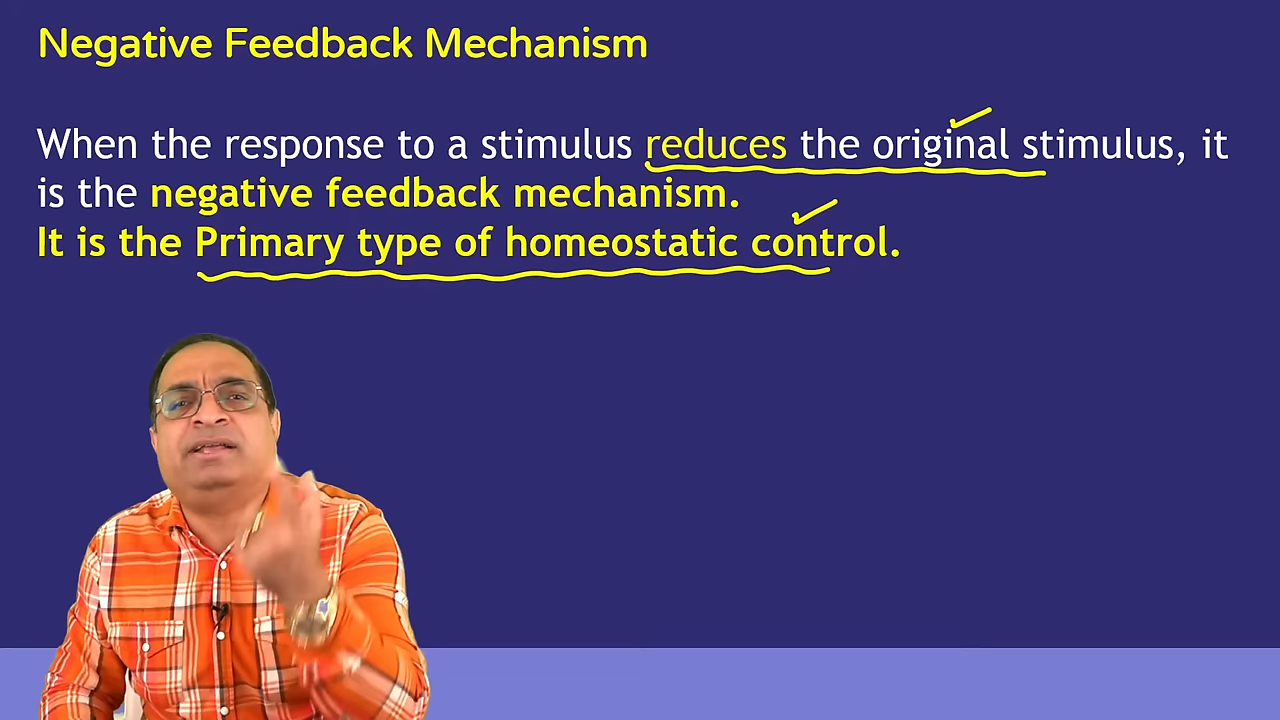 Negative Feedback Mechanism
When the response to a stimulus reduces the original stimulus, it
is the negative feedback mechanism.
It is the Primary type of homeostatic control.